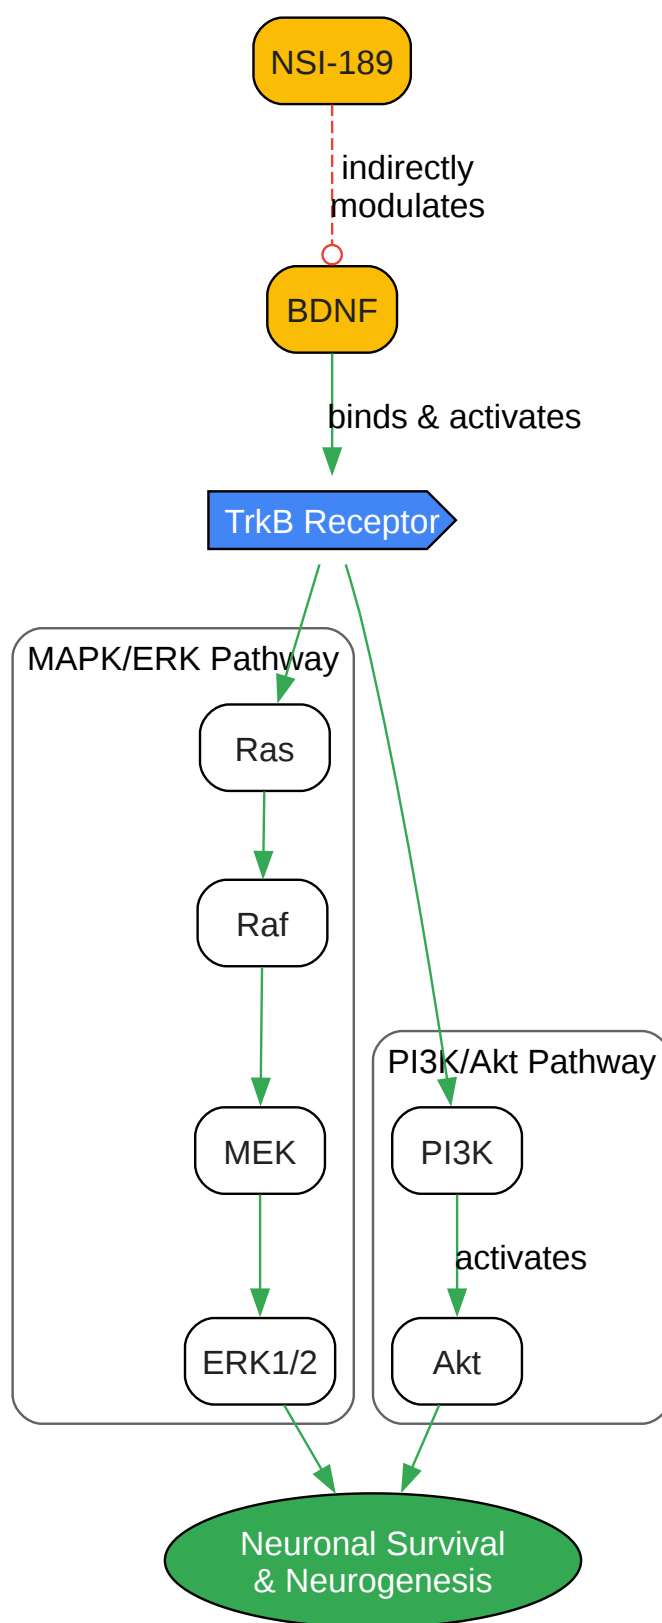 NSI-189
indirectly
modulates
BDNF
binds & activates
TrkB Receptor
MAPK/ERK Pathway
Ras
Raf
PI3K/Akt Pathway
MEK
PI3K
activates
ERK1/2
Akt
Neuronal Survival
& Neurogenesis